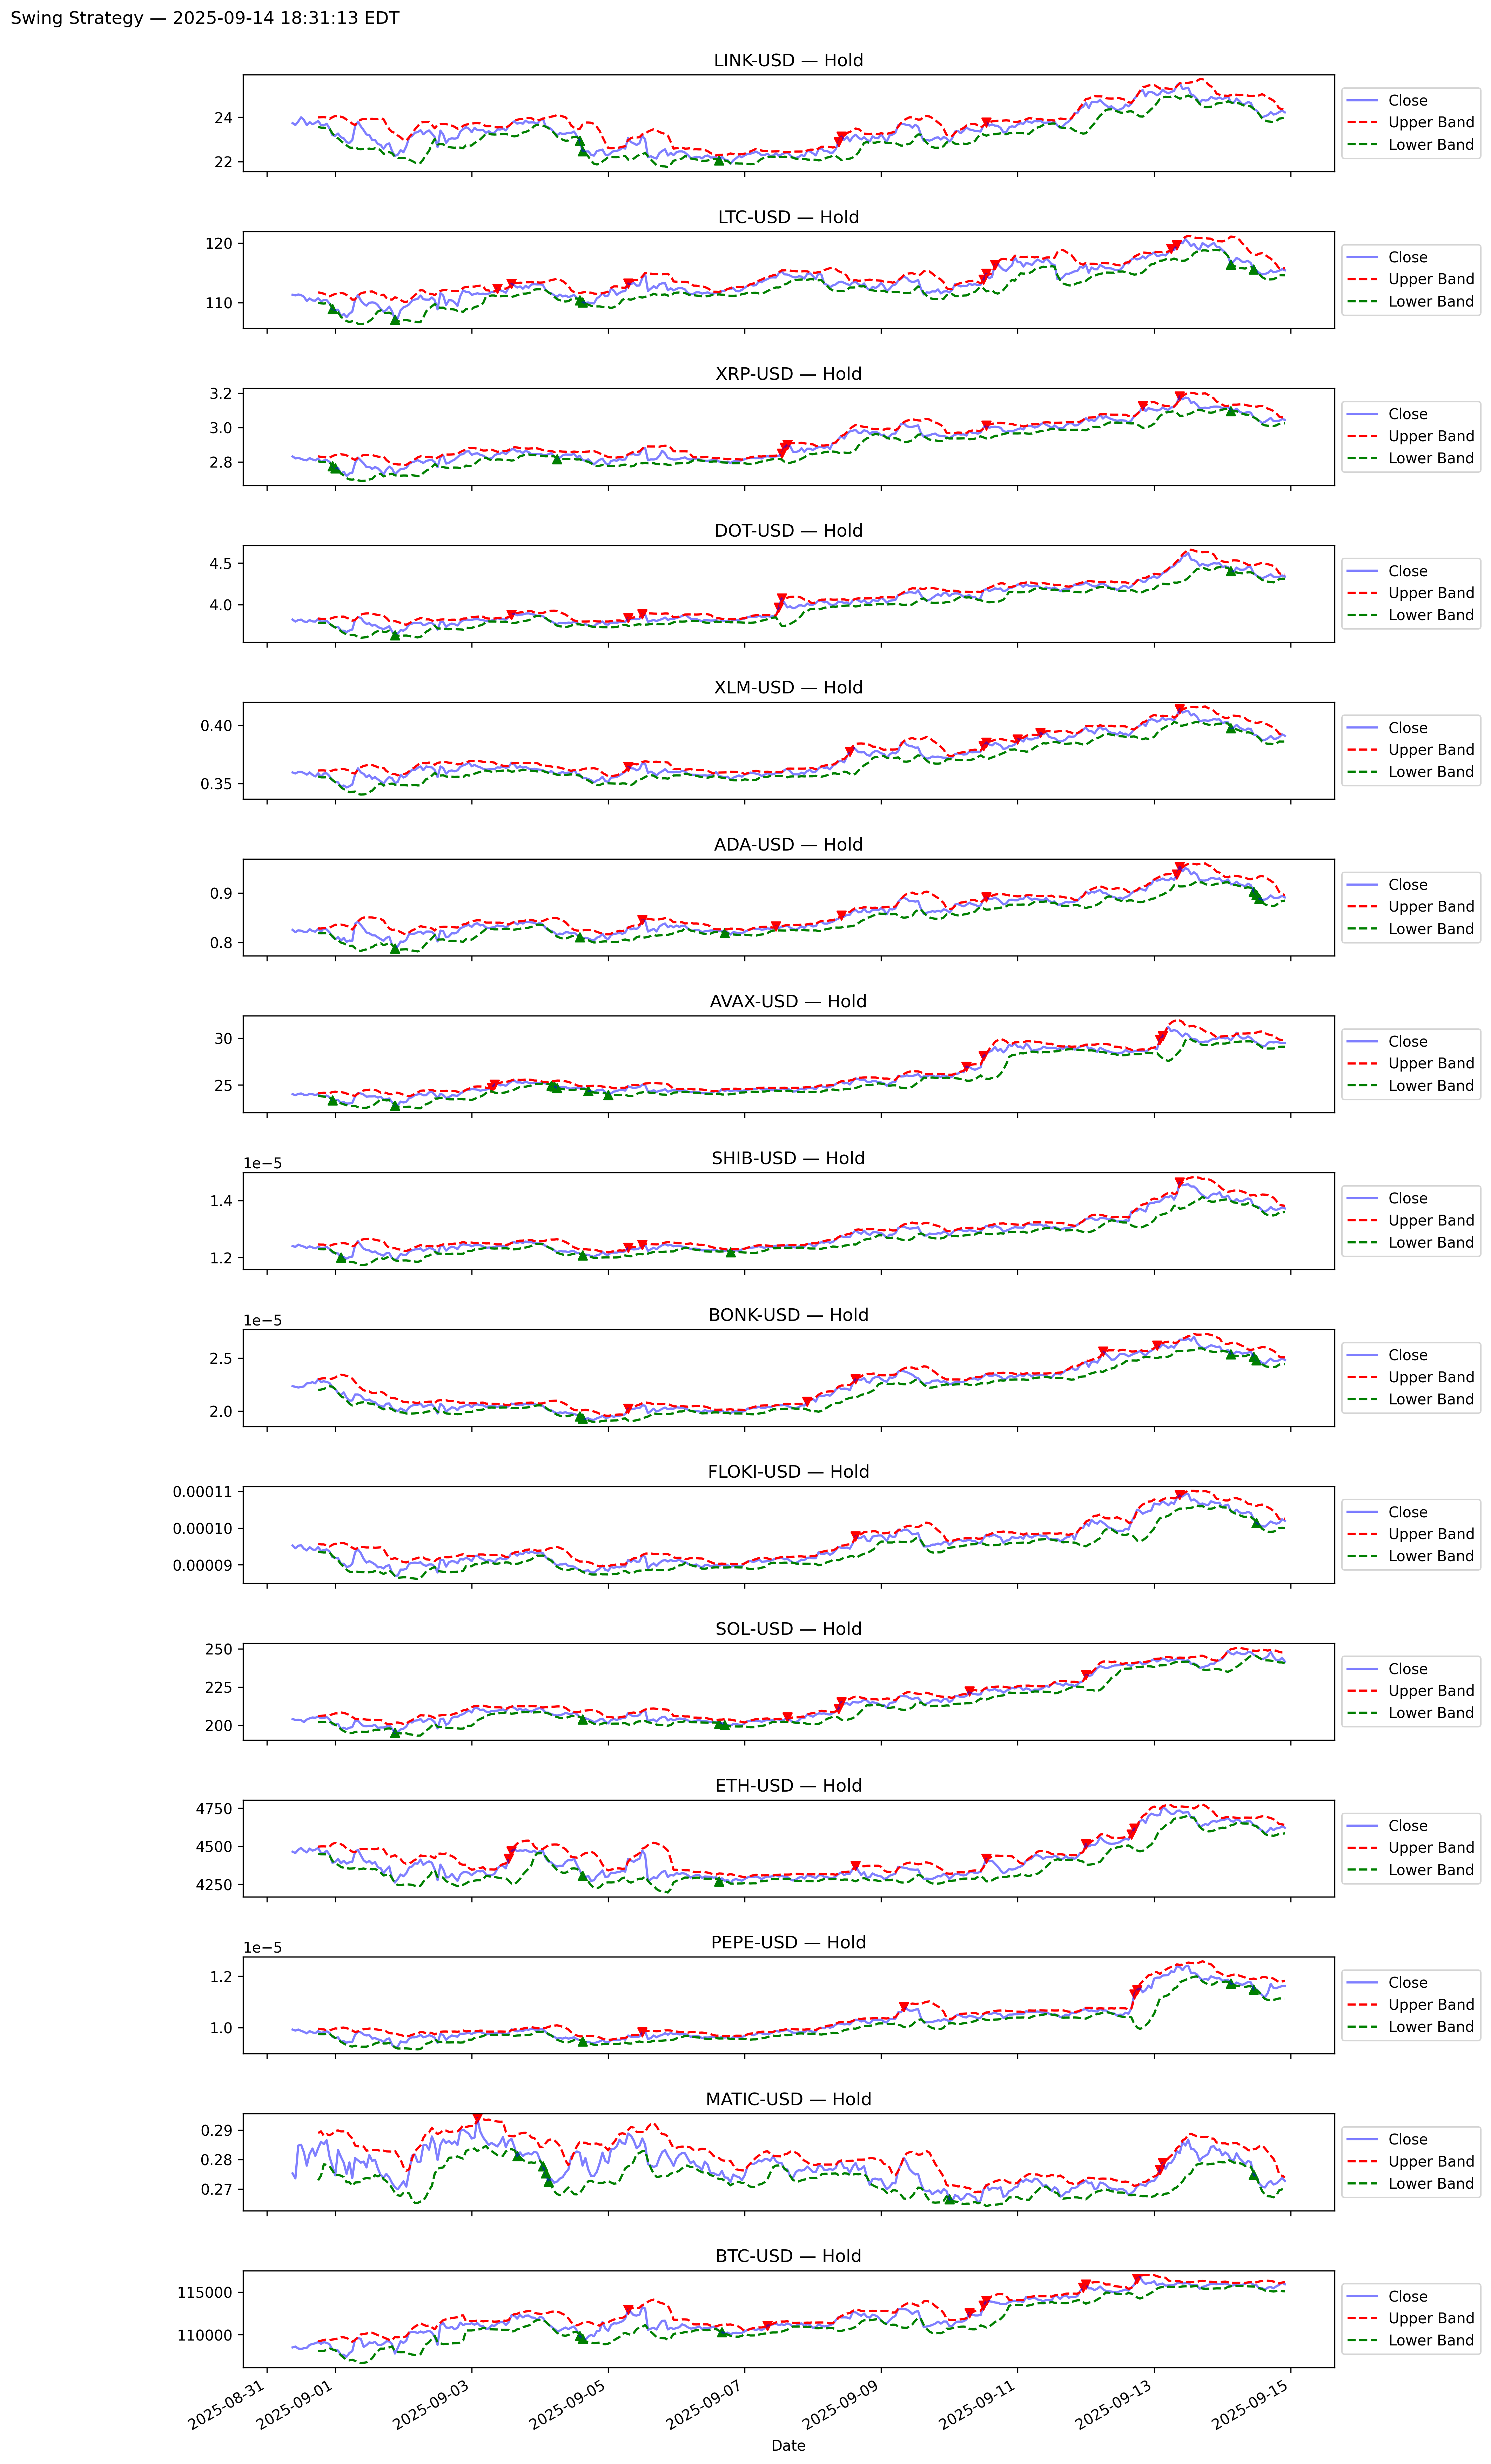 Swing Strategy — 2025-09-14 18:31:13 EDT
LINK-USD — Hold
24
22
Close
Upper Band
Lower Band
LTC-USD — Hold
120
110
Close
Upper Band
Lower Band
XRP-USD — Hold
3.2
3.0
2.8
Close
Upper Band
Lower Band
DOT-USD — Hold
4.5
4.0
Close
Upper Band
Lower Band
XLM-USD — Hold
0.40
0.35
Close
Upper Band
Lower Band
ADA-USD — Hold
0.9
0.8
Close
Upper Band
Lower Band
AVAX-USD — Hold
30
25
Close
Upper Band
Lower Band
SHIB-USD — Hold
1e−5
1.4
1.2
Close
Upper Band
Lower Band
BONK-USD — Hold
1e−5
2.5
2.0
Close
Upper Band
Lower Band
FLOKI-USD — Hold
0.00011
0.00010
0.00009
Close
Upper Band
Lower Band
SOL-USD — Hold
250
225
200
Close
Upper Band
Lower Band
ETH-USD — Hold
4750
4500
4250
Close
Upper Band
Lower Band
PEPE-USD — Hold
1e−5
1.2
1.0
Close
Upper Band
Lower Band
MATIC-USD — Hold
0.29
0.28
0.27
Close
Upper Band
Lower Band
BTC-USD — Hold
115000
110000
Close
Upper Band
Lower Band
2025-08-31
2025-09-01
2025-09-03
2025-09-05
2025-09-07
2025-09-09
2025-09-11
2025-09-13
2025-09-15
Date